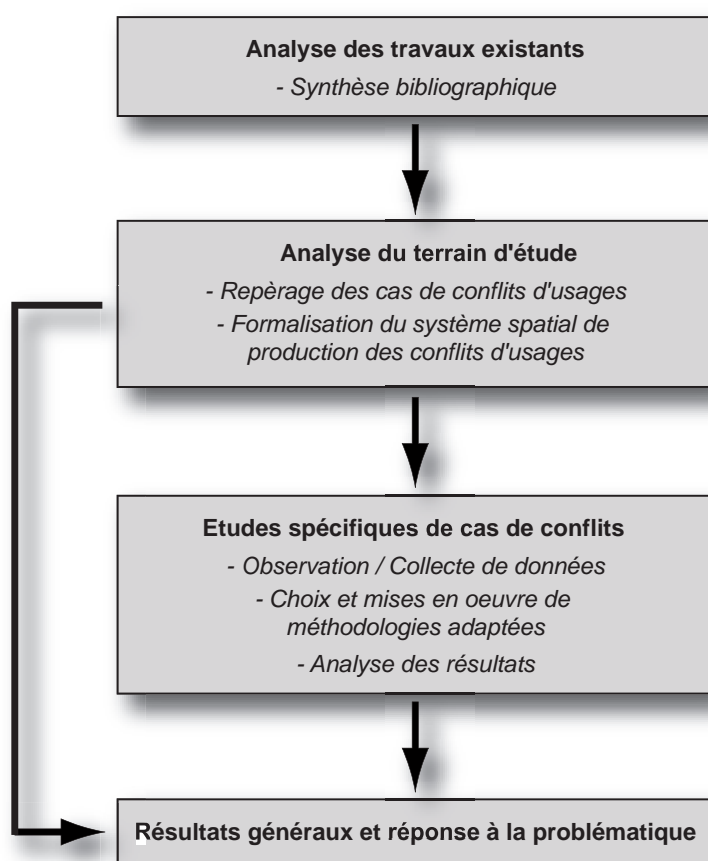 Analyse des travaux existants
- Synthèse bibliographique
Analyse du terrain d'étude
- Repèrage des cas de conflits d'usages
- Formalisation du système spatial de
production des conflits d'usages
Etudes spécifiques de cas de conflits
- Observation / Collecte de données
- Choix et mises en oeuvre de
méthodologies adaptées
- Analyse des résultats
Résultats généraux et réponse à la problématique